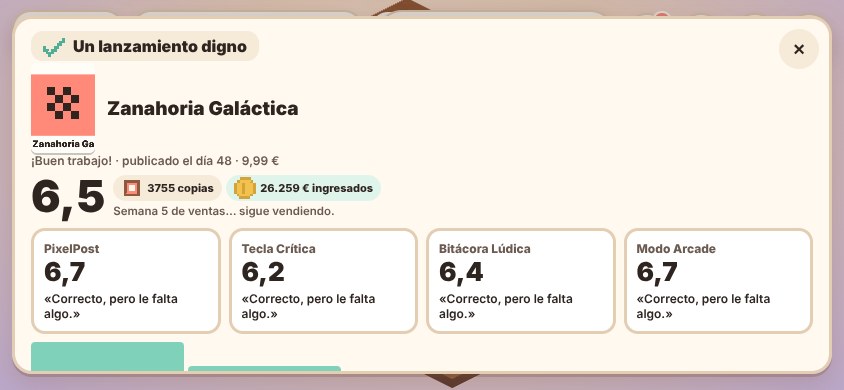 Un lanzamiento digno
×
Zanahoria Galáctica
Zanahoria Ga
¡Buen trabajo! · publicado el día 48 · 9,99 €
6,5
3755 copias
26.259 € ingresados
Semana 5 de ventas... sigue vendiendo.
PixelPost
6,7
«Correcto, pero le falta
algo.»
Tecla Crítica
6,2
«Correcto, pero le falta
algo.»
Bitácora Lúdica
6,4
«Correcto, pero le falta
algo.»
Modo Arcade
6,7
«Correcto, pero le falta
algo.»